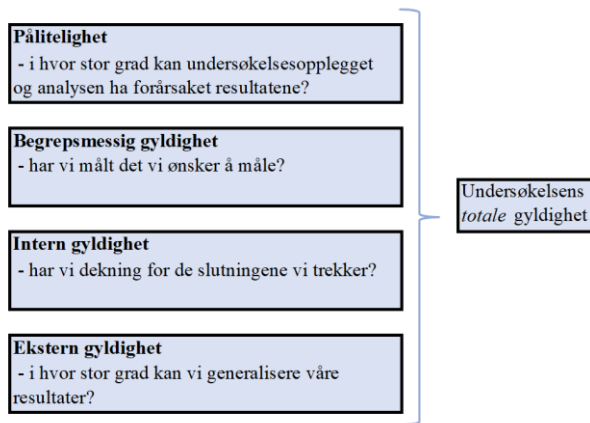 Pålitelighet
- i hvor stor grad kan undersøkelsesopplegget
og analysen ha forårsaket resultatene?
Begrepsmessig gyldighet
- har vi målt det vi ønsker å måle?
Intern gyldighet
- har vi dekning for de slutningene vi trekker?
Ekstern gyldighet
- i hvor stor grad kan vi generalisere våre
resultater?
Undersøkelsens
totale gyldighet